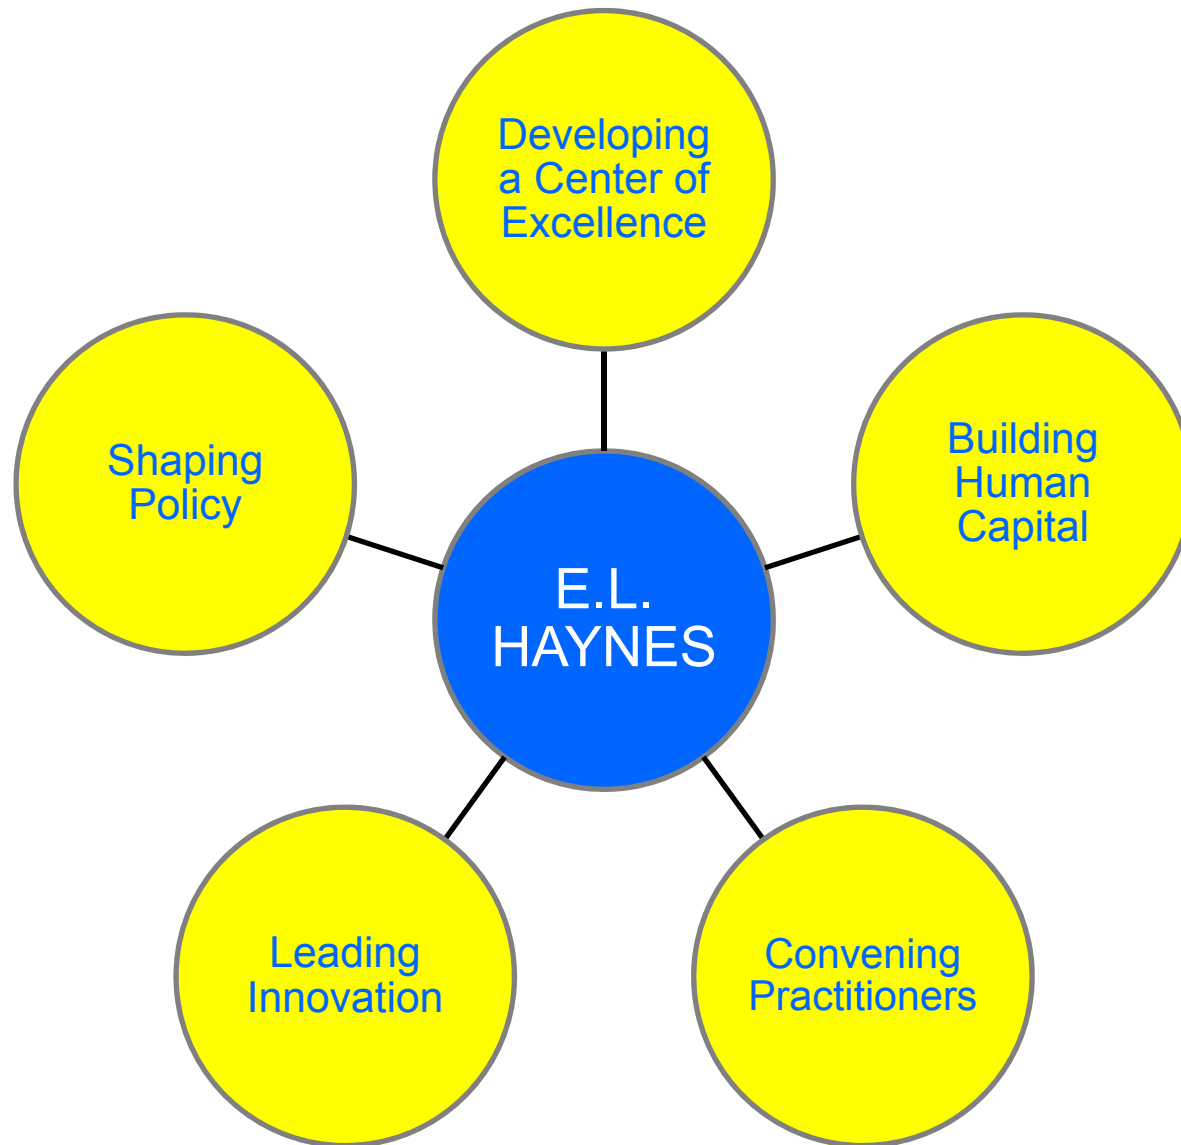 Developing
a Center of
Excellence
Shaping
Policy
Building
Human
Capital
E.L.
HAYNES
Leading
Innovation
Convening
Practitioners